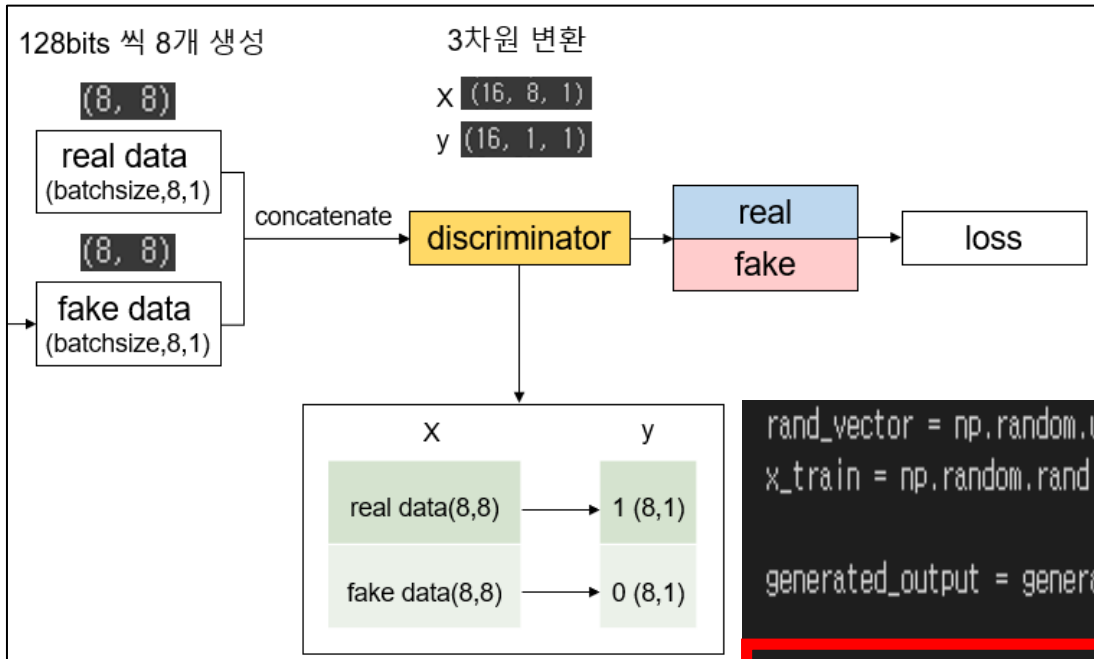 128bits 씩 8개 생성
3차원 변환
(8, 8)
X (16, 8, 1)
y (16, 1, 1)
real data
(batchsize,8,1)
concatenate
discriminator
real
fake
loss
(8, 8)
fake data
(batchsize,8,1)
X
y
real data(8,8)
1 (8,1)
fake data(8,8)
0 (8,1)
rand_vector = np.random.u
x_train = np.random.rand
generated_output = genera